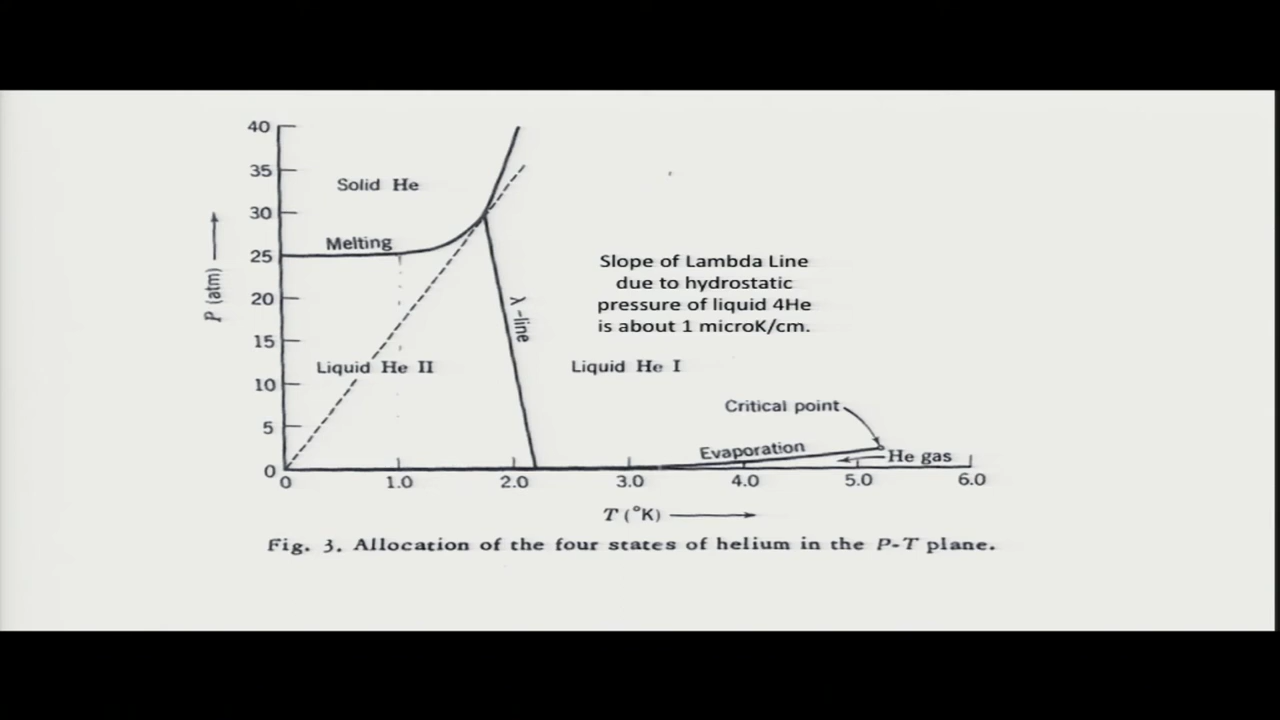 40
35
Solid He
30
Melting
25
Slope of Lambda Line
due to hydrostatic
pressure of liquid 4He
is about 1 microK/cm.
P (atm)
20
λ-line
15
Liquid He II
Liquid He I
10
Critical point
5
Evaporation
He gas
0
0 1.0 2.0 3.0 4.0 5.0 6.0
T (°K)
Fig. 3. Allocation of the four states of helium in the P-T plane.